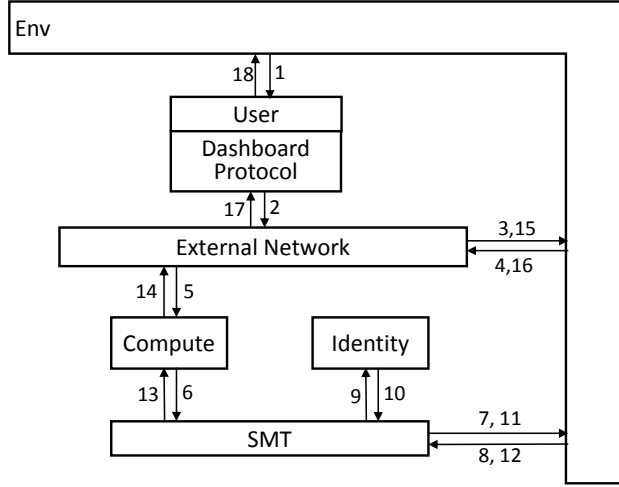 Env
18 1
User
Dashboard
Protocol
17 2
3,15
External Network
4,16
14 5
Compute Identity
13 6 9 10
7, 11
SMT
8, 12